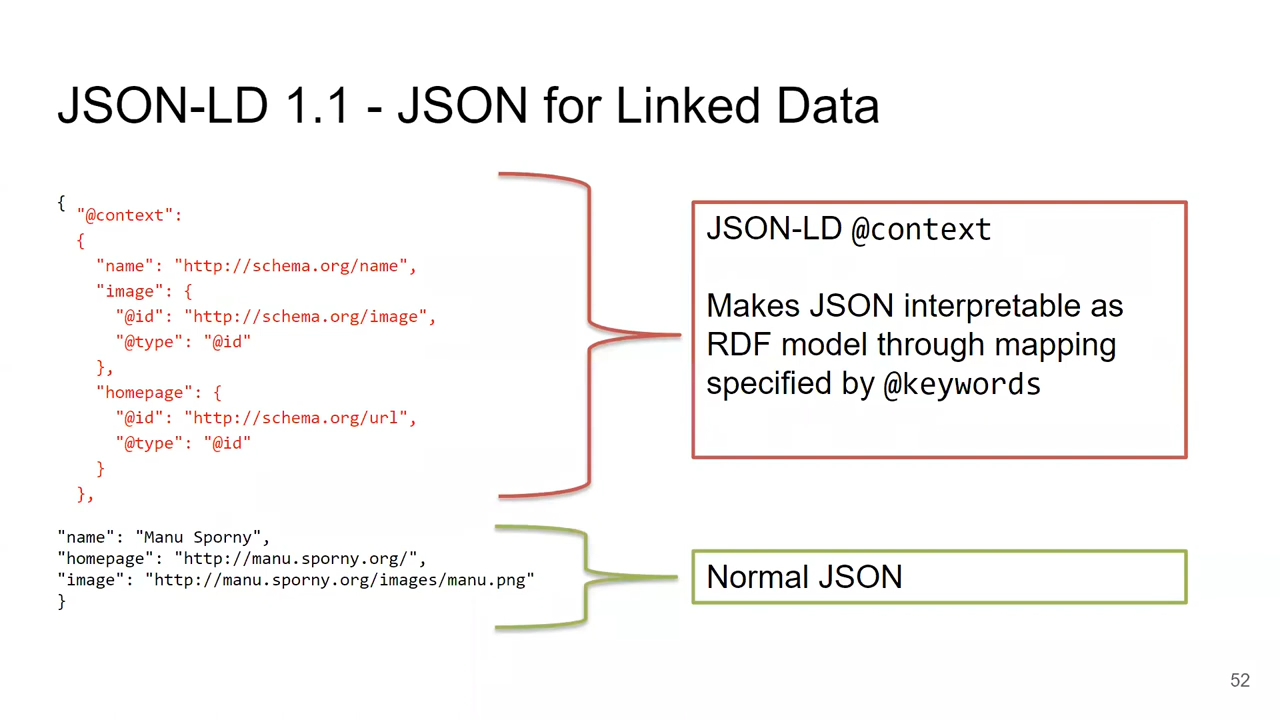 JSON-LD 1.1 - JSON for Linked Data
{
"@context":
{
"name": "http://schema.org/name",
"image": {
"@id": "http://schema.org/image",
"@type": "@id"
},
"homepage": {
"@id": "http://schema.org/url",
"@type": "@id"
}
},
"name": "Manu Sporny",
"homepage": "http://manu.sporny.org/",
"image": "http://manu.sporny.org/images/manu.png"
}
JSON-LD @context
Makes JSON interpretable as
RDF model through mapping
specified by @keywords
Normal JSON
52